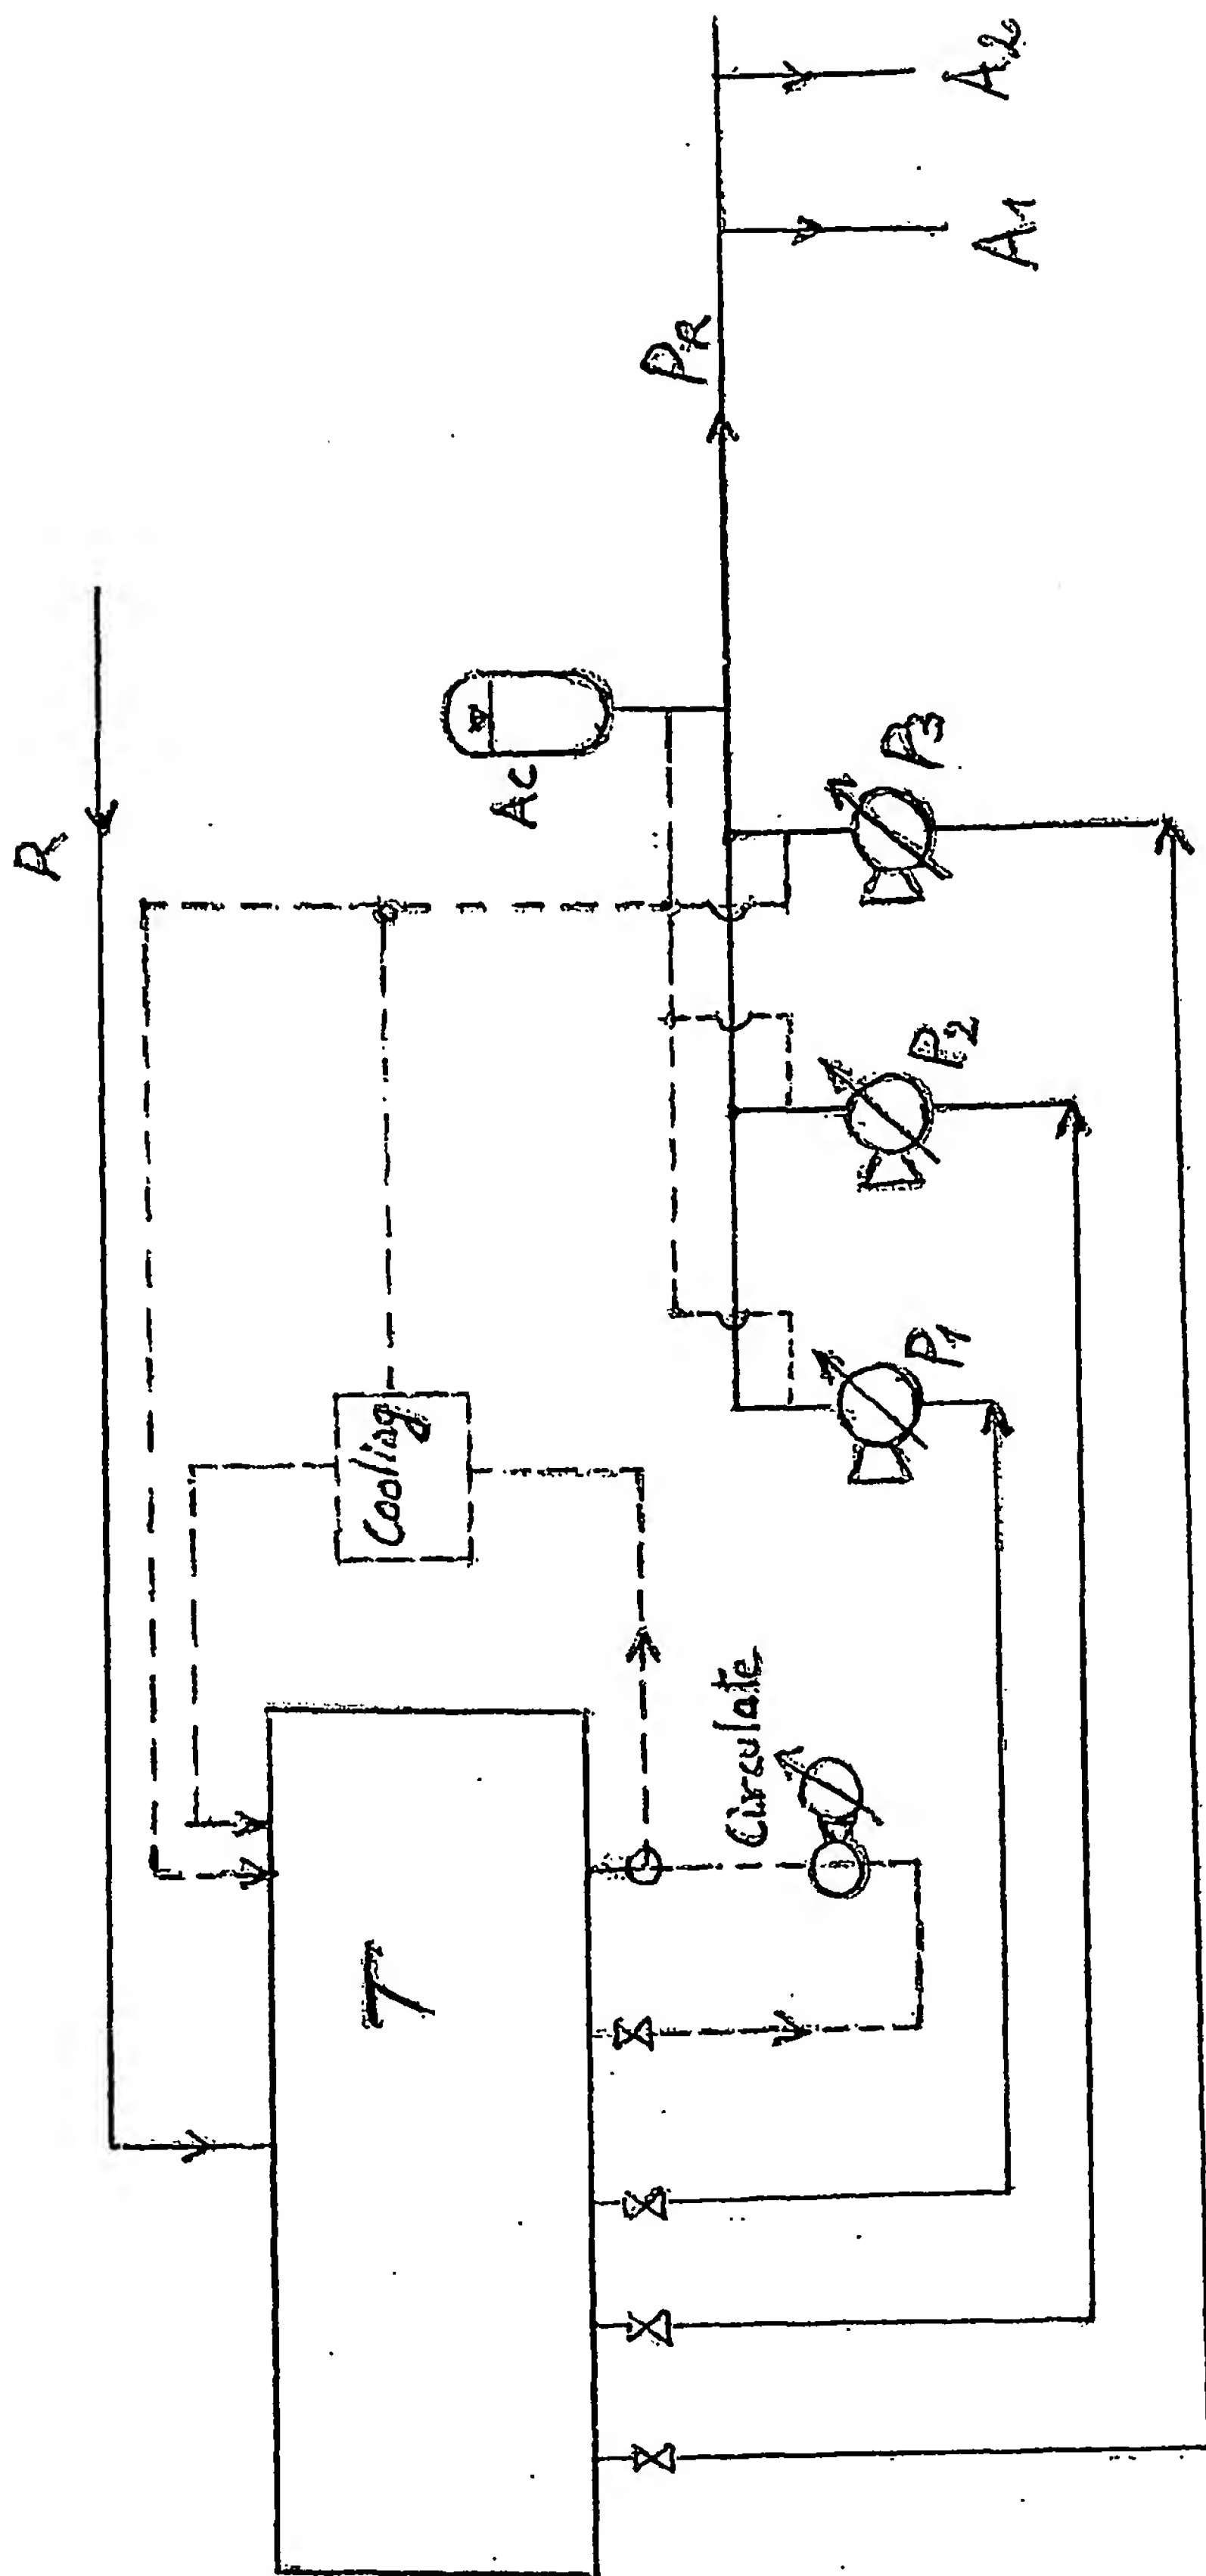 R
Cooling
T
Circulate
Ac
PR
A1
A2
P1
P2
P3